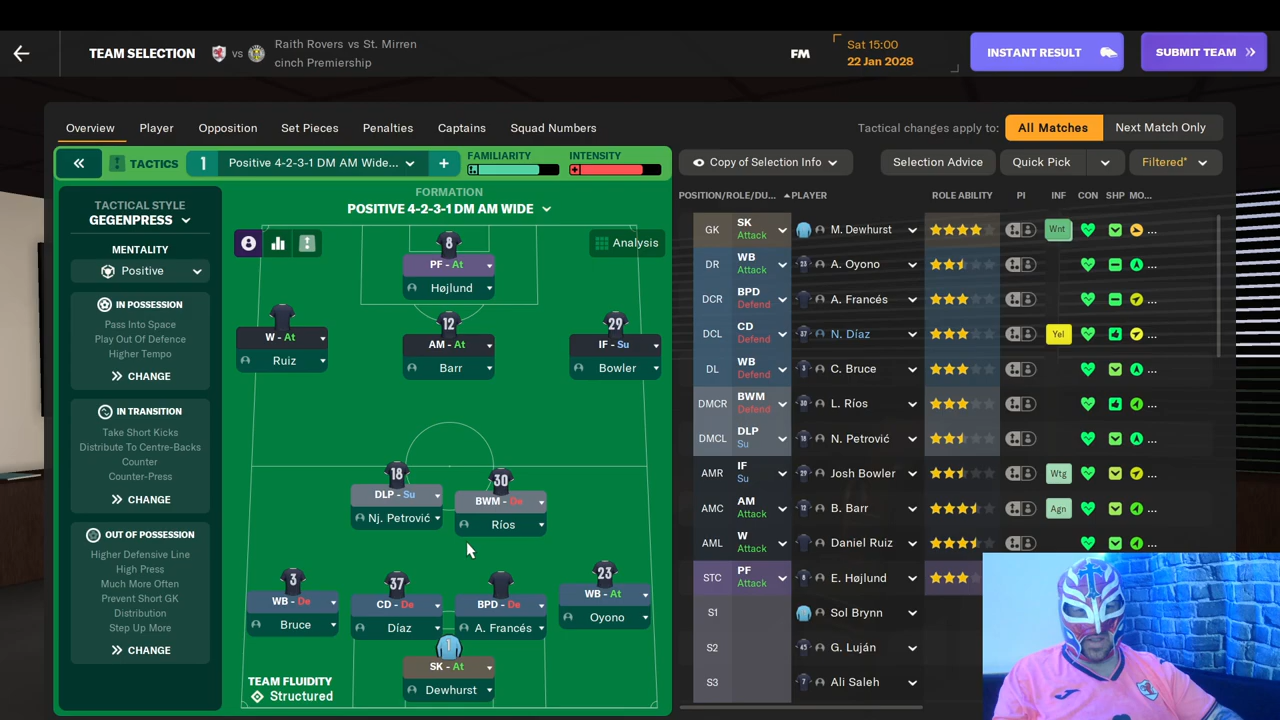 TEAM SELECTION
vs
Raith Rovers vs St. Mirren
cinch Premiership
FM
Sat 15:00
22 Jan 2028
INSTANT RESULT
SUBMIT TEAM
Overview
Player
Opposition
Set Pieces
Penalties
Captains
Squad Numbers
Tactical changes apply to:
All Matches
Next Match Only
TACTICS
1
Positive 4-2-3-1 DM AM Wide...
+
FAMILIARITY
INTENSITY
TACTICAL STYLE
GEGENPRESS
MENTALITY
Positive
IN POSSESSION
Pass Into Space
Play Out Of Defence
Higher Tempo
CHANGE
IN TRANSITION
Take Short Kicks
Distribute To Centre-Backs
Counter
Counter-Press
CHANGE
OUT OF POSSESSION
Higher Defensive Line
High Press
Much More Often
Prevent Short GK
Distribution
Step Up More
CHANGE
FORMATION
POSITIVE 4-2-3-1 DM AM WIDE
Analysis
8
PF - At
Højlund
W - At
Ruiz
12
AM - At
Barr
29
IF - Su
Bowler
18
DLP - Su
Nj. Petrović
30
BWM - De
Ríos
3
WB - De
Bruce
37
CD - De
Díaz
BPD - De
A. Francés
23
WB - At
Oyono
1
SK - At
Dewhurst
TEAM FLUIDITY
Structured
Copy of Selection Info
Selection Advice
Quick Pick
Filtered*
POSITION/ROLE/DU... PLAYER ROLE ABILITY PI INF CON SHP MO...
GK SK Attack M. Dewhurst Wnt ...
DR WB Attack A. Oyono ...
DCR BPD Defend A. Francés ...
DCL CD Defend N. Díaz Yel ...
DL WB Defend C. Bruce ...
DMCR BWM Defend L. Ríos ...
DMCL DLP Su N. Petrović ...
AMR IF Su Josh Bowler Wtg ...
AMC AM Attack B. Barr Agn ...
AML W Attack Daniel Ruiz ...
STC PF Attack E. Højlund
S1 Sol Brynn
S2 G. Luján
S3 Ali Saleh